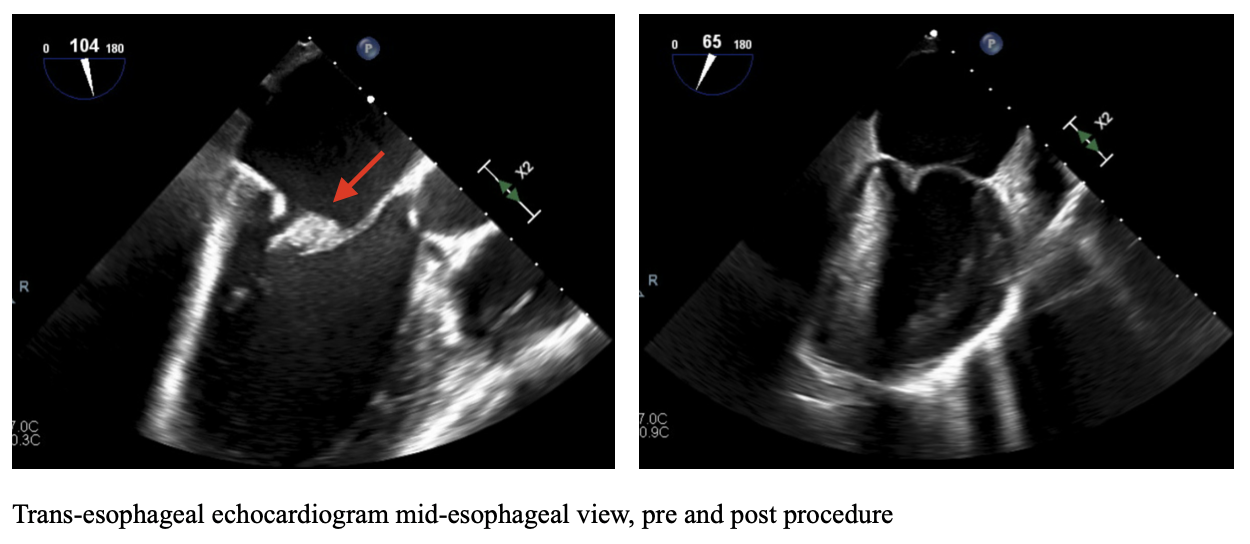 0 104 180
P
X2
R
7.0C
0.3C
0 65 180
P
X2
R
7.0C
0.9C
Trans-esophageal echocardiogram mid-esophageal view, pre and post procedure